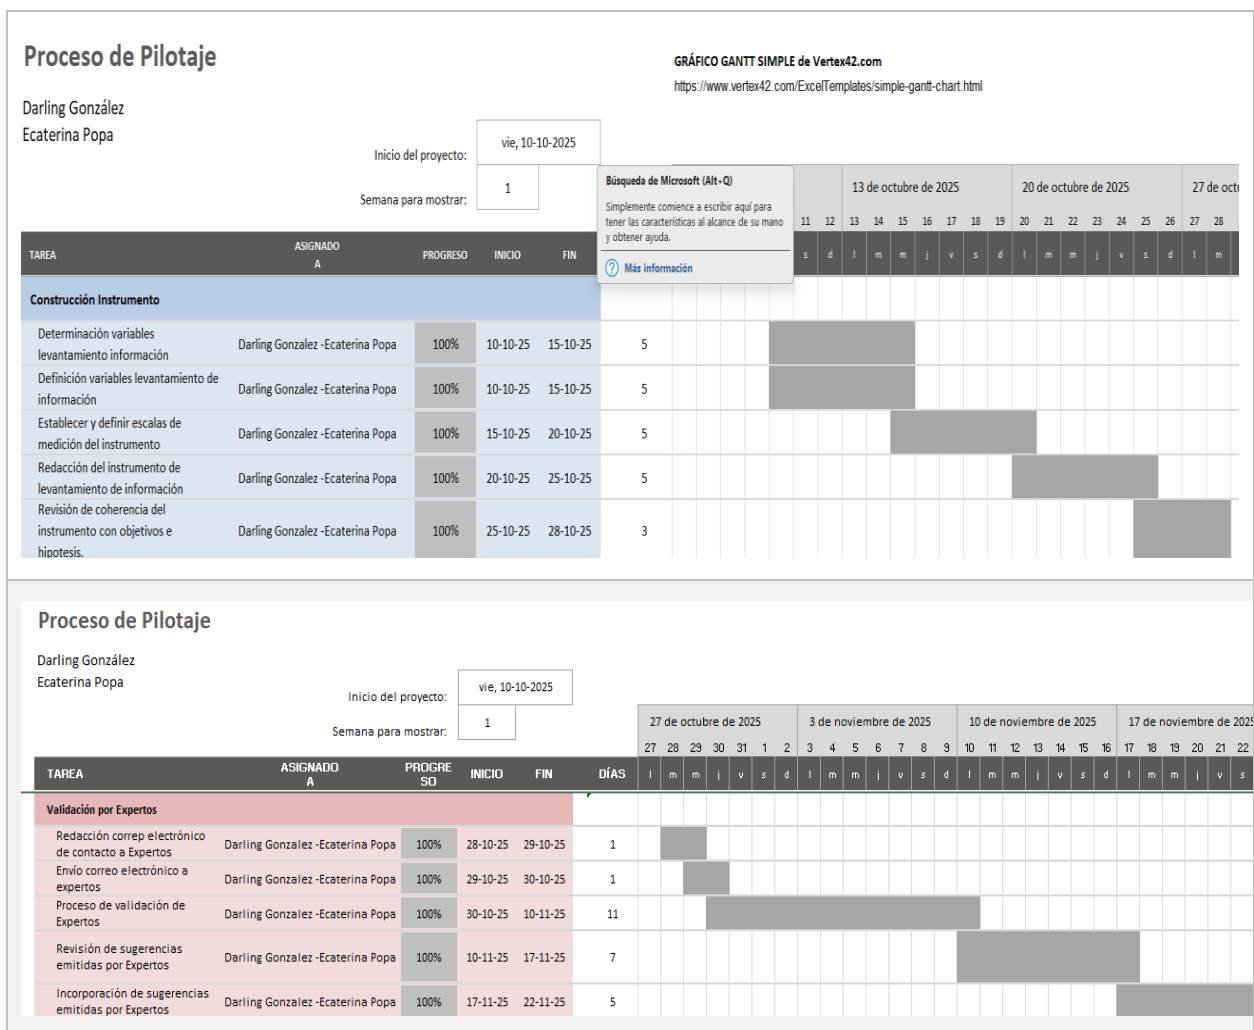 Proceso de Pilotaje
GRÁFICO GANTT SIMPLE de Vertex42.com
https://www.vertex42.com/ExcelTemplates/simple-gantt-chart.html
Darling González
Ecaterina Popa
Inicio del proyecto: vie, 10-10-2025
Semana para mostrar: 1
Búsqueda de Microsoft (Alt+Q)
Simplemente comience a escribir aquí para
tener las características al alcance de su mano
y obtener ayuda.
Más información
13 de octubre de 2025 20 de octubre de 2025 27 de octu
11 12 13 14 15 16 17 18 19 20 21 22 23 24 25 26 27 28
TAREA ASIGNADO A PROGRESO INICIO FIN s d l m m j v s d l m m j v s d l m
Construcción Instrumento
Determinación variables
levantamiento información Darling Gonzalez -Ecaterina Popa 100% 10-10-25 15-10-25 5
Definición variables levantamiento de
información Darling Gonzalez -Ecaterina Popa 100% 10-10-25 15-10-25 5
Establecer y definir escalas de
medición del instrumento Darling Gonzalez -Ecaterina Popa 100% 15-10-25 20-10-25 5
Redacción del instrumento de
levantamiento de información Darling Gonzalez -Ecaterina Popa 100% 20-10-25 25-10-25 5
Revisión de coherencia del
instrumento con objetivos e
hipotesis. Darling Gonzalez -Ecaterina Popa 100% 25-10-25 28-10-25 3
Proceso de Pilotaje
Darling González
Ecaterina Popa
Inicio del proyecto: vie, 10-10-2025
Semana para mostrar: 1
27 de octubre de 2025 3 de noviembre de 2025 10 de noviembre de 2025 17 de noviembre de 2025
27 28 29 30 31 1 2 3 4 5 6 7 8 9 10 11 12 13 14 15 16 17 18 19 20 21 22
TAREA ASIGNADO A PROGRESO INICIO FIN DÍAS l m m j v s d l m m j v s d l m m j v s d l m m j v s
Validación por Expertos
Redacción correp electrónico
de contacto a Expertos Darling Gonzalez -Ecaterina Popa 100% 28-10-25 29-10-25 1
Envío correo electrónico a
expertos Darling Gonzalez -Ecaterina Popa 100% 29-10-25 30-10-25 1
Proceso de validación de
Expertos Darling Gonzalez -Ecaterina Popa 100% 30-10-25 10-11-25 11
Revisión de sugerencias
emitidas por Expertos Darling Gonzalez -Ecaterina Popa 100% 10-11-25 17-11-25 7
Incorporación de sugerencias
emitidas por Expertos Darling Gonzalez -Ecaterina Popa 100% 17-11-25 22-11-25 5